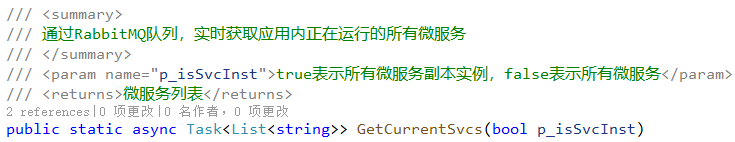 /// <summary>
/// 通过RabbitMQ队列，实时获取应用内正在运行的所有微服务
/// </summary>
/// <param name="p_isSvcInst">true表示所有微服务副本实例，false表示所有微服务</param>
/// <returns>微服务列表</returns>
2 references|0 项更改|0 名作者，0 项更改
public static async Task<List<string>> GetCurrentSvcs(bool p_isSvcInst)